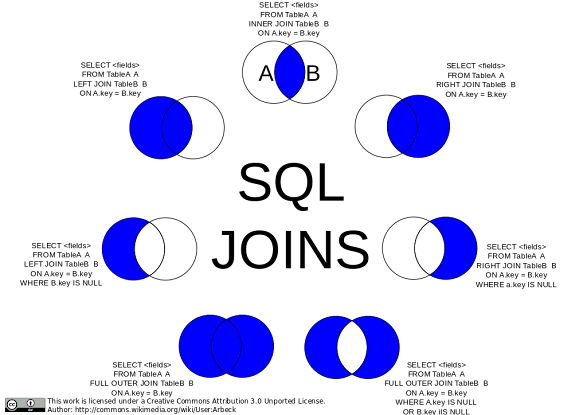 SELECT <fields>
FROM TableA A
INNER JOIN TableB B
ON A.key = B.key
A B
SELECT <fields>
FROM TableA A
LEFT JOIN TableB B
ON A.key = B.key
SELECT <fields>
FROM TableA A
RIGHT JOIN TableB B
ON A.key = B.key
SQL
JOINS
SELECT <fields>
FROM TableA A
LEFT JOIN TableB B
ON A.key = B.key
WHERE B.key IS NULL
SELECT <fields>
FROM TableA A
RIGHT JOIN TableB B
ON A.key = B.key
WHERE a.key IS NULL
SELECT <fields>
FROM TableA A
FULL OUTER JOIN TableB B
ON A.key = B.key
SELECT <fields>
FROM TableA A
FULL OUTER JOIN TableB B
ON A.key = B.key
WHERE A.key IS NULL
OR B.key iIS NULL
cc
BY
This work is licensed under a Creative Commons Attribution 3.0 Unported License.
Author: http://commons.wikimedia.org/wiki/User:Arbeck